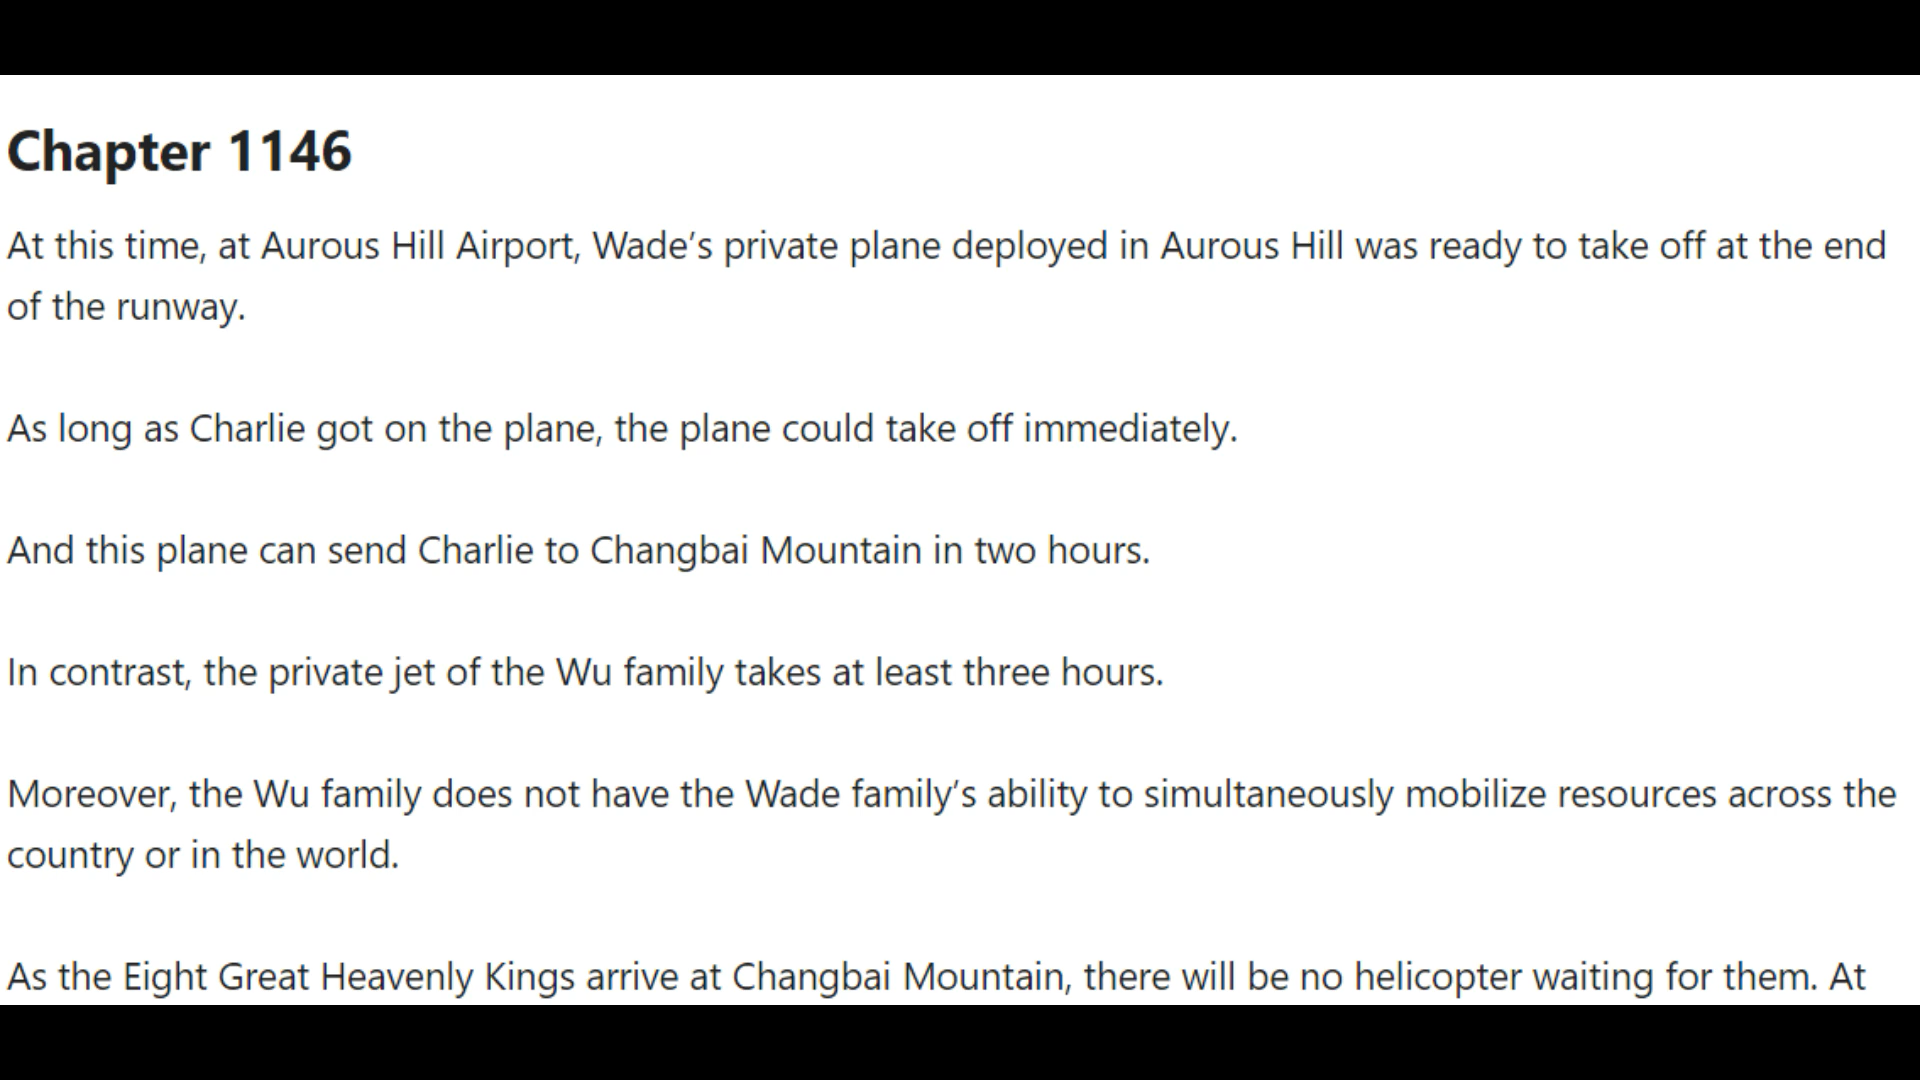 Chapter 1146
At this time, at Aurous Hill Airport, Wade’s private plane deployed in Aurous Hill was ready to take off at the end
of the runway.
As long as Charlie got on the plane, the plane could take off immediately.
And this plane can send Charlie to Changbai Mountain in two hours.
In contrast, the private jet of the Wu family takes at least three hours.
Moreover, the Wu family does not have the Wade family’s ability to simultaneously mobilize resources across the
country or in the world.
As the Eight Great Heavenly Kings arrive at Changbai Mountain, there will be no helicopter waiting for them. At